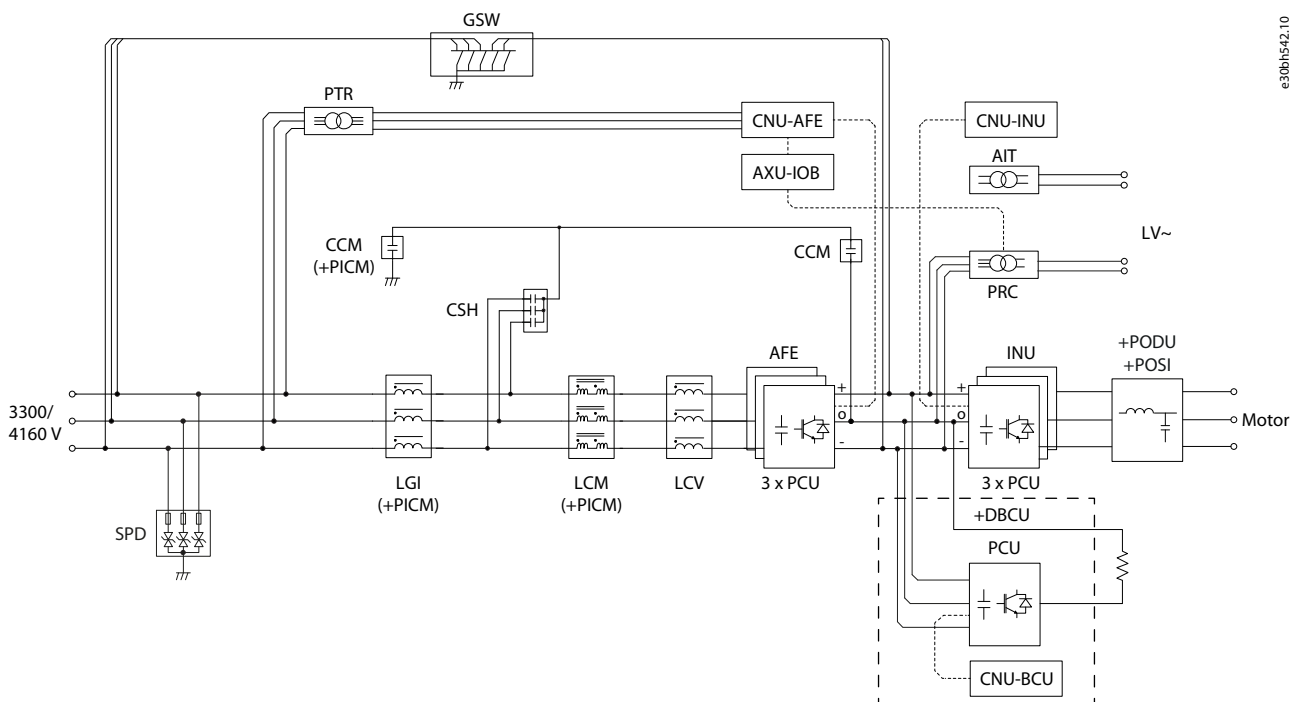 GSW
e30bh542.10
PTR
CNU-AFE
CNU-INU
AXU-IOB
AIT
LV~
CCM
(+PICM)
CCM
PRC
CSH
AFE
INU
+PODU
+POSI
3300/
4160 V
+
o
-
+
o
-
Motor
LGI
(+PICM)
LCM
(+PICM)
LCV
3 x PCU
3 x PCU
SPD
+DBCU
PCU
CNU-BCU